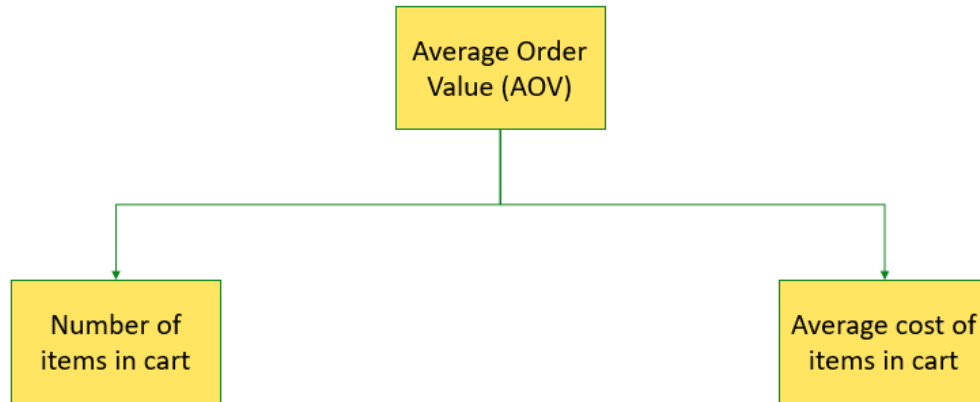 Average Order
Value (AOV)
Number of
items in cart
Average cost of
items in cart